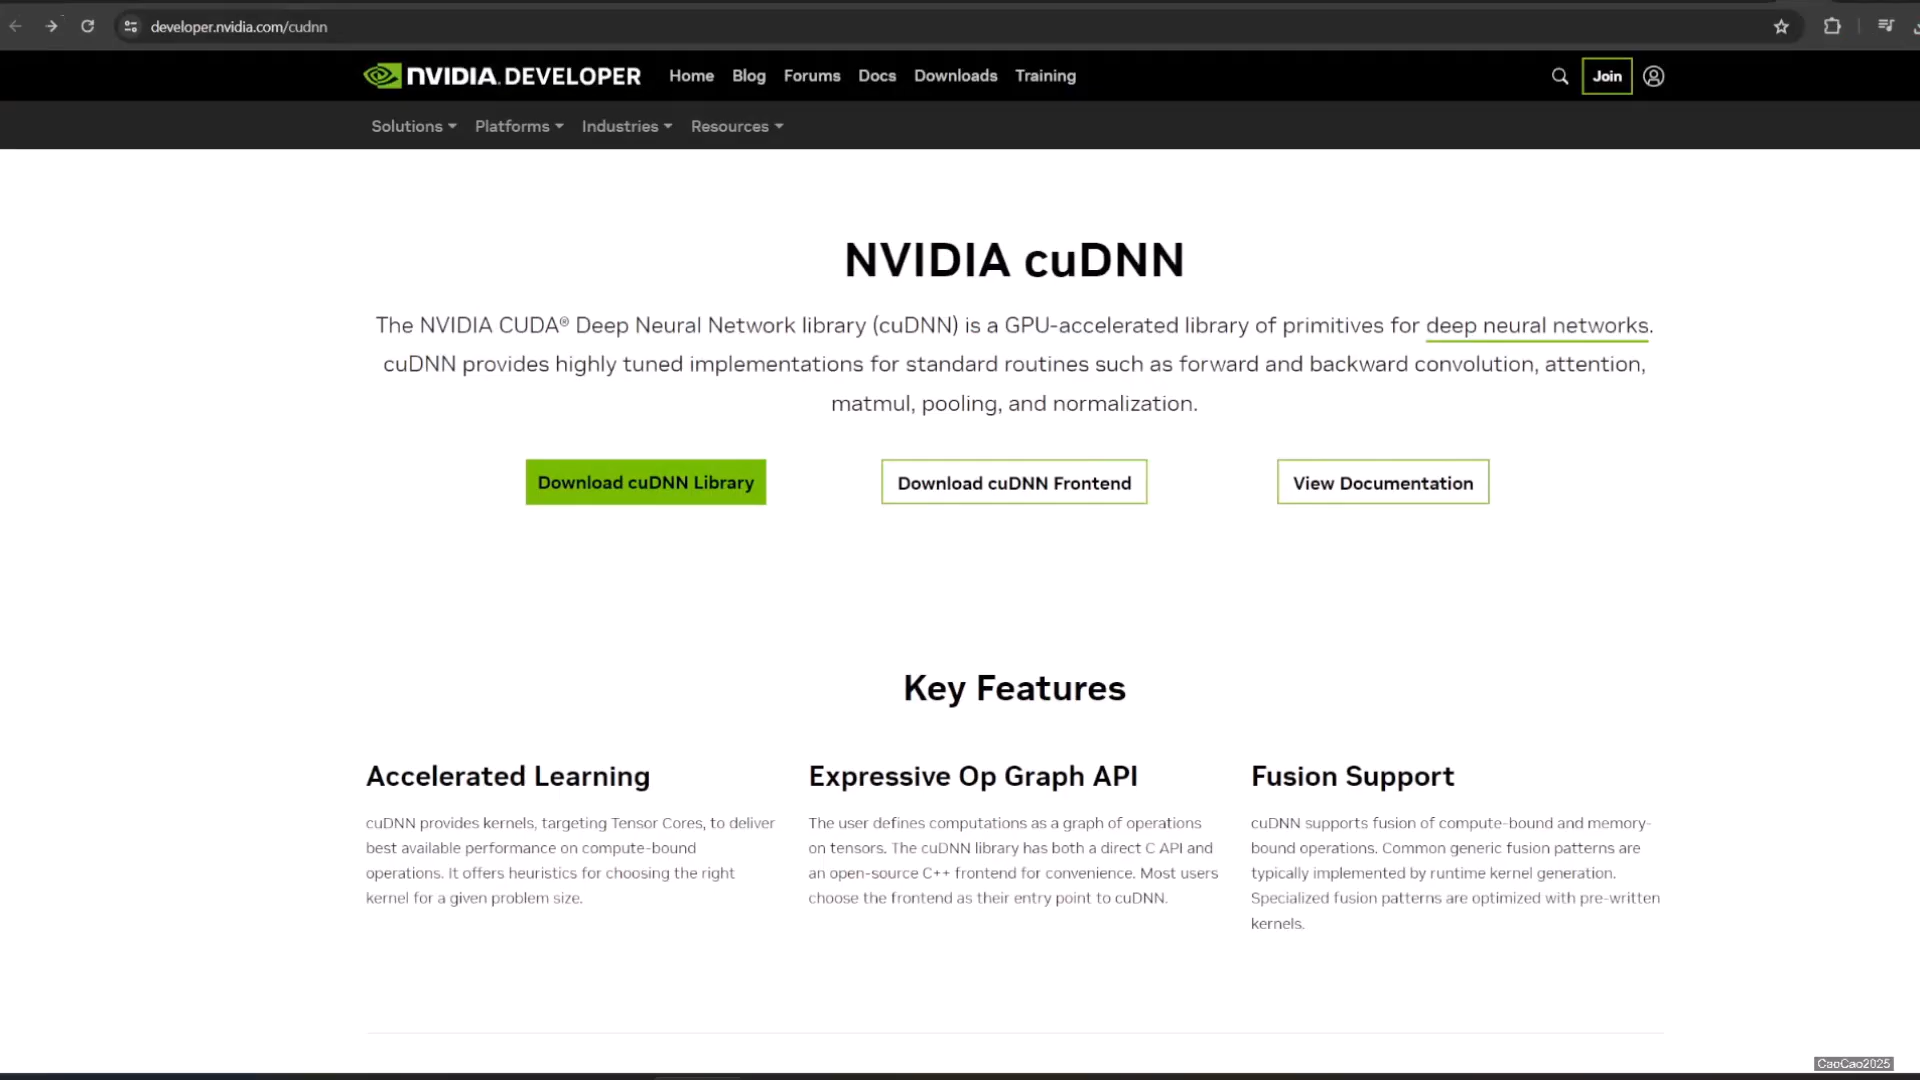 developer.nvidia.com/cudnn
NVIDIA. DEVELOPER Home Blog Forums Docs Downloads Training Join
Solutions Platforms Industries Resources
NVIDIA cuDNN
The NVIDIA CUDA® Deep Neural Network library (cuDNN) is a GPU-accelerated library of primitives for deep neural networks.
cuDNN provides highly tuned implementations for standard routines such as forward and backward convolution, attention,
matmul, pooling, and normalization.
Download cuDNN Library Download cuDNN Frontend View Documentation
Key Features
Accelerated Learning
cuDNN provides kernels, targeting Tensor Cores, to deliver
best available performance on compute-bound
operations. It offers heuristics for choosing the right
kernel for a given problem size.
Expressive Op Graph API
The user defines computations as a graph of operations
on tensors. The cuDNN library has both a direct C API and
an open-source C++ frontend for convenience. Most users
choose the frontend as their entry point to cuDNN.
Fusion Support
cuDNN supports fusion of compute-bound and memory-
bound operations. Common generic fusion patterns are
typically implemented by runtime kernel generation.
Specialized fusion patterns are optimized with pre-written
kernels.
CaoCao2025